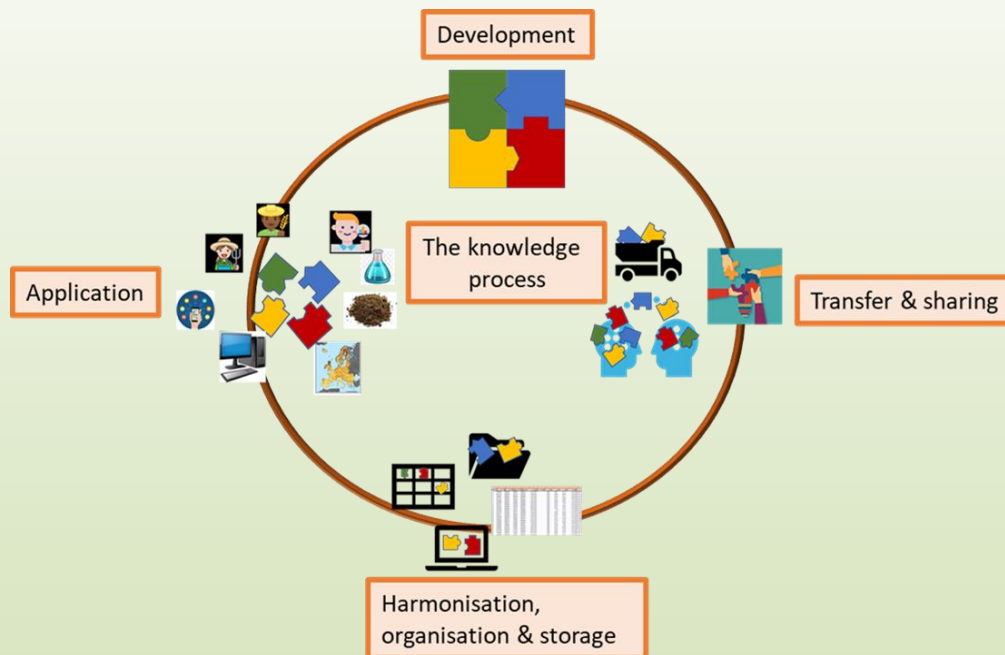 Development
The knowledge
process
Application
Transfer & sharing
Harmonisation,
organisation & storage